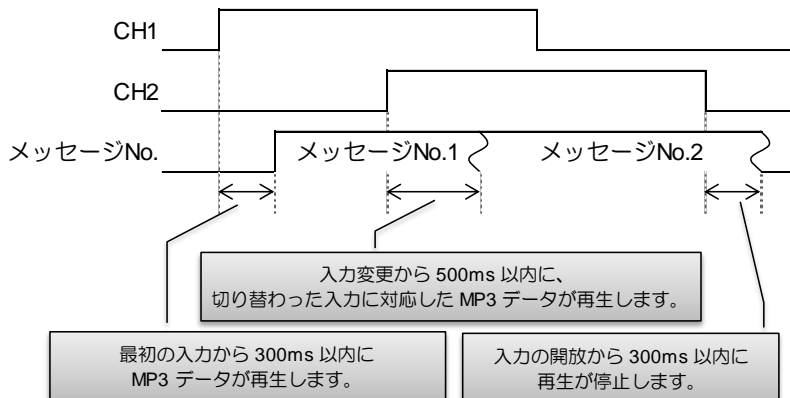 CH1
CH2
メッセージNo.
メッセージNo.1
メッセージNo.2
入力変更から 500ms 以内に、
切り替わった入力に対応した MP3 データが再生します。
最初の入力から 300ms 以内に
MP3 データが再生します。
入力の開放から 300ms 以内に
再生が停止します。